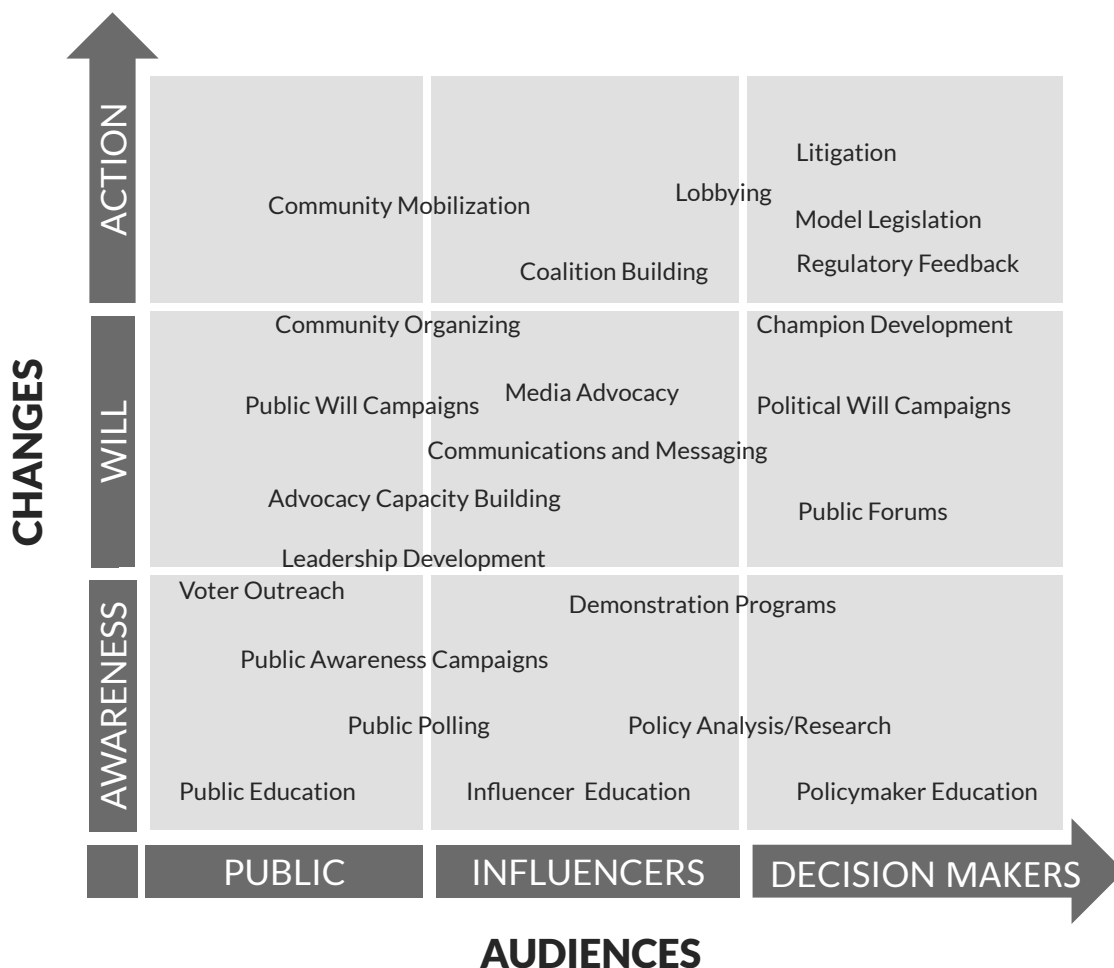 CHANGES
ACTION
WILL
AWARENESS
Litigation
Lobbying
Community Mobilization
Model Legislation
Regulatory Feedback
Coalition Building
Community Organizing
Champion Development
Media Advocacy
Public Will Campaigns
Political Will Campaigns
Communications and Messaging
Advocacy Capacity Building
Public Forums
Leadership Development
Voter Outreach
Demonstration Programs
Public Awareness Campaigns
Public Polling
Policy Analysis/Research
Public Education
Influencer Education
Policymaker Education
PUBLIC
INFLUENCERS
DECISION MAKERS
AUDIENCES